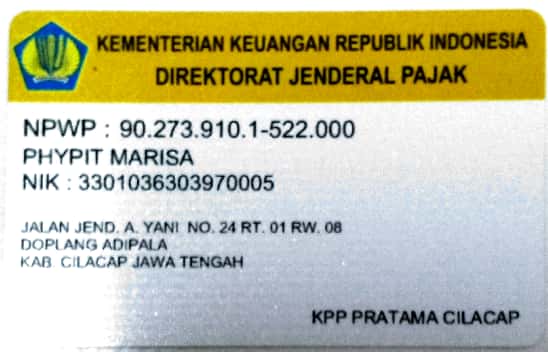 KEMENTERIAN KEUANGAN REPUBLIK INDONESIA
DIREKTORAT JENDERAL PAJAK
NPWP : 90.273.910.1-522.000
PHYPIT MARISA
NIK : 3301036303970005
JALAN JEND. A. YANI NO. 24 RT. 01 RW. 08
DOPLANG ADIPALA
KAB. CILACAP JAWA TENGAH
KPP PRATAMA CILACAP